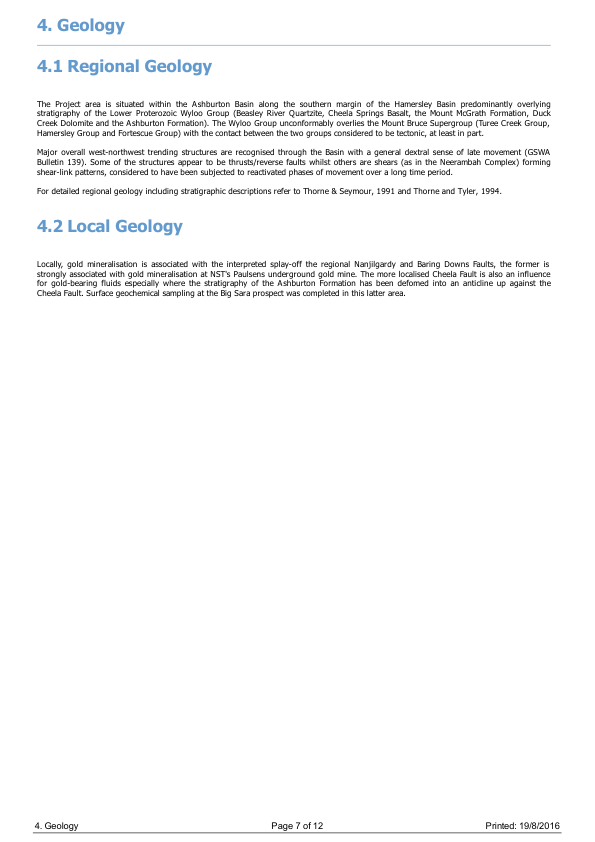 4. Geology
4.1 Regional Geology
The Project area is situated within the Ashburton Basin along the southern margin of the Hamersley Basin predominantly overlying
stratigraphy of the Lower Proterozoic Wyloo Group (Beasley River Quartzite, Cheela Springs Basalt, the Mount McGrath Formation, Duck
Creek Dolomite and the Ashburton Formation). The Wyloo Group unconformably overlies the Mount Bruce Supergroup (Turee Creek Group,
Hamersley Group and Fortescue Group) with the contact between the two groups considered to be tectonic, at least in part.
Major overall west-northwest trending structures are recognised through the Basin with a general dextral sense of late movement (GSWA
Bulletin 139). Some of the structures appear to be thrusts/reverse faults whilst others are shears (as in the Neerambah Complex) forming
shear-link patterns, considered to have been subjected to reactivated phases of movement over a long time period.
For detailed regional geology including stratigraphic descriptions refer to Thorne & Seymour, 1991 and Thorne and Tyler, 1994.
4.2 Local Geology
Locally, gold mineralisation is associated with the interpreted splay-off the regional Nanjilgardy and Baring Downs Faults, the former is
strongly associated with gold mineralisation at NST's Paulsens underground gold mine. The more localised Cheela Fault is also an influence
for gold-bearing fluids especially where the stratigraphy of the Ashburton Formation has been defomed into an anticline up against the
Cheela Fault. Surface geochemical sampling at the Big Sara prospect was completed in this latter area.
4. Geology Page 7 of 12 Printed: 19/8/2016